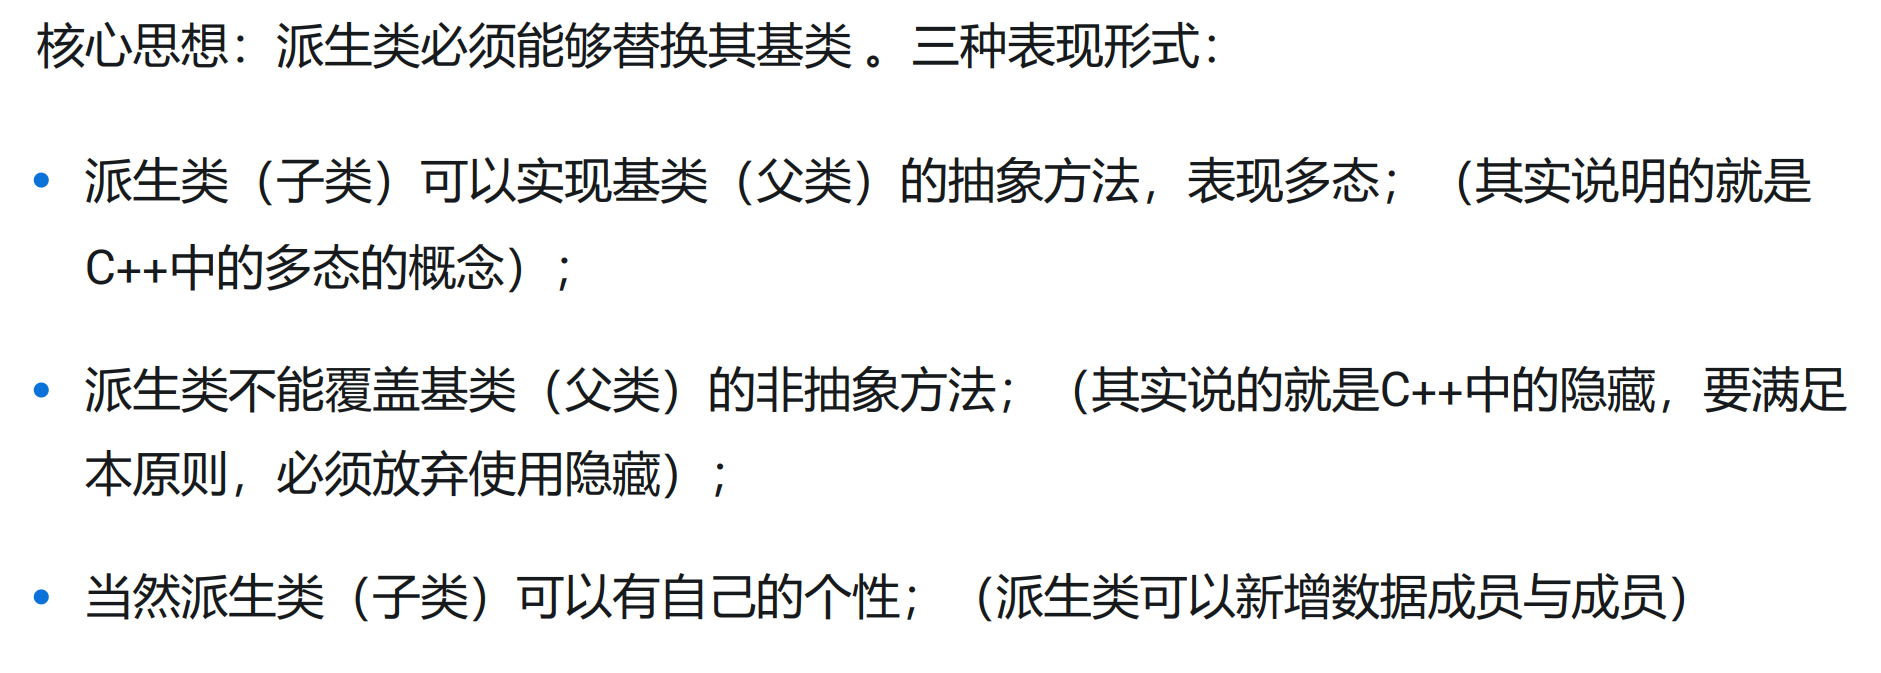 核心思想：派生类必须能够替换其基类 。三种表现形式：
派生类（子类）可以实现基类（父类）的抽象方法，表现多态；（其实说明的就是
C++中的多态的概念）；
派生类不能覆盖基类（父类）的非抽象方法；（其实说的就是C++中的隐藏，要满足
本原则，必须放弃使用隐藏）；
当然派生类（子类）可以有自己的个性；（派生类可以新增数据成员与成员）